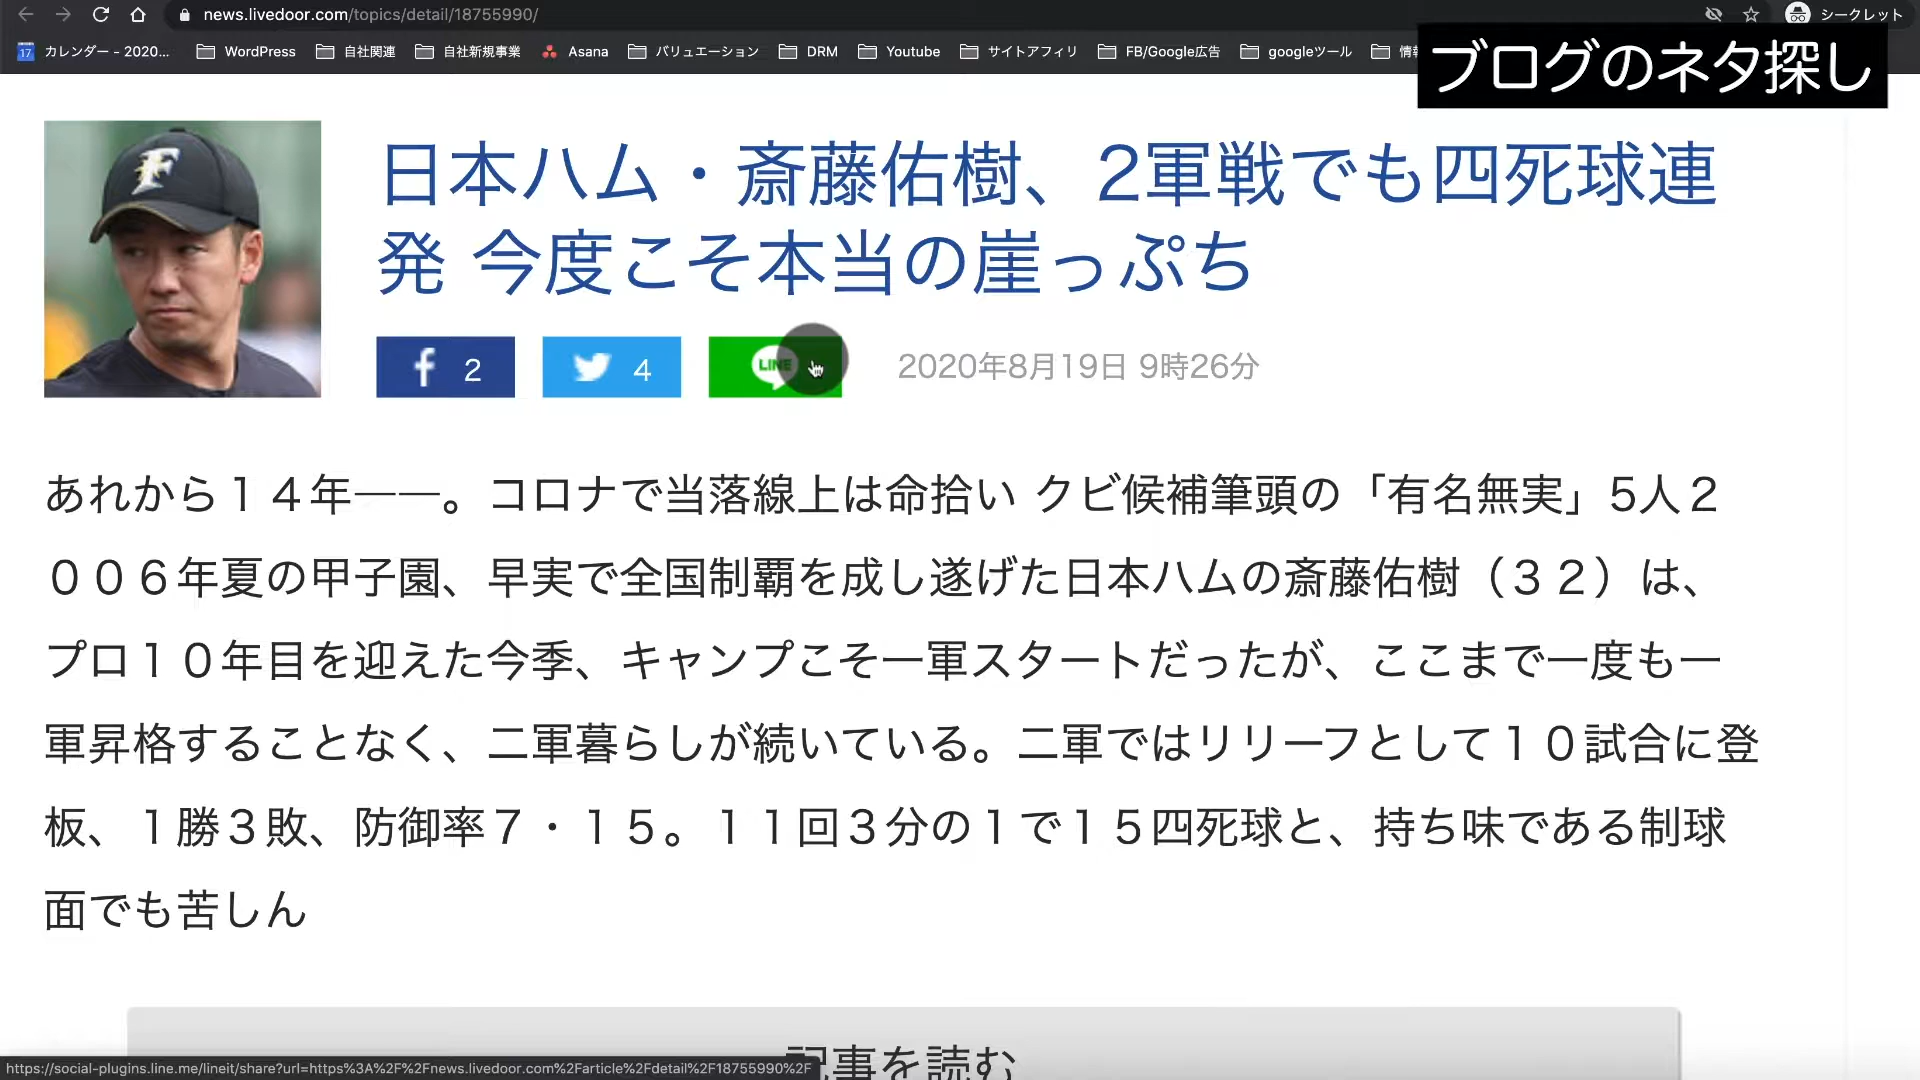 news.livedoor.com/topics/detail/18755990/
シークレット
17 カレンダー - 2020... WordPress 自社関連 自社新規事業 Asana バリュエーション DRM Youtube サイトアフィリ FB/Google広告 googleツール
ブログのネタ探し
F
日本ハム・斎藤佑樹、2軍戦でも四死球連
発 今度こそ本当の崖っぷち
f 2 4 LINE 2020年8月19日 9時26分
あれから１４年――。コロナで当落線上は命拾い クビ候補筆頭の「有名無実」5人２
００６年夏の甲子園、早実で全国制覇を成し遂げた日本ハムの斎藤佑樹（３２）は、
プロ１０年目を迎えた今季、キャンプこそ一軍スタートだったが、ここまで一度も一
軍昇格することなく、二軍暮らしが続いている。二軍ではリリーフとして１０試合に登
板、１勝３敗、防御率７・１５。１１回３分の１で１５四死球と、持ち味である制球
面でも苦しん
記事を読む
https://social-plugins.line.me/lineit/share?url=https%3A%2F%2Fnews.livedoor.com%2Farticle%2Fdetail%2F18755990%2F